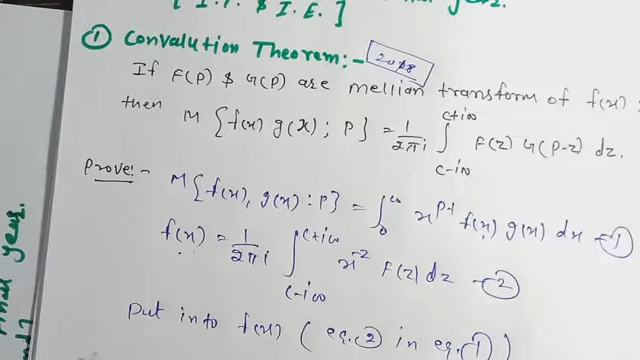 [ I.T. $ I.E. ]
① Convalution Theorem:- 2018
If F(P) $ G(P) are mellian transform of f(x)
then M {f(x) g(x); P} = 1/2πi ∫_{c-i∞}^{c+i∞} F(z) G(P-z) dz.
Prove:- M{f(x), g(x) : P} = ∫_0^∞ x^{P-1} f(x) g(x) dx -①
f(x) = 1/2πi ∫_{c-i∞}^{c+i∞} x^{-z} F(z) dz -②
Put into f(x) ( eq.② in eq.①)